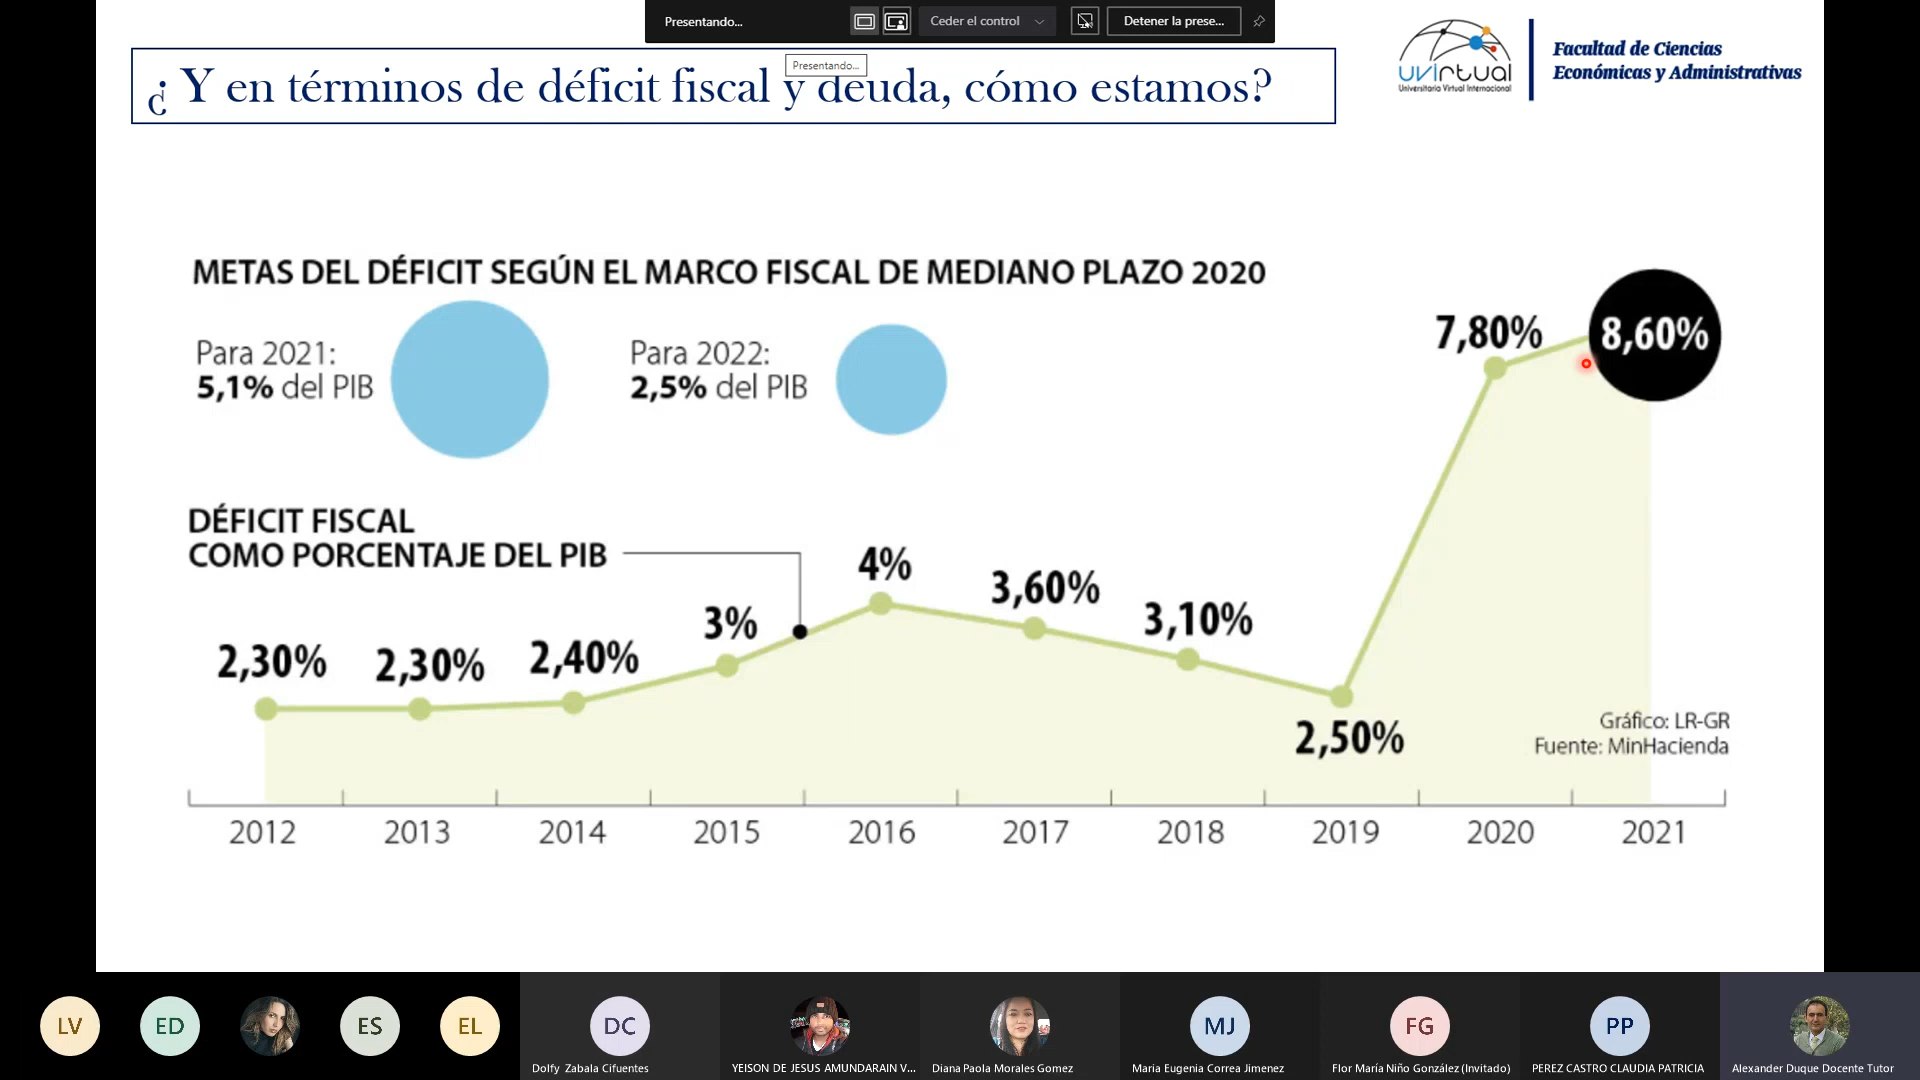 Presentando...
Ceder el control
Detener la prese...
Presentando...
¿ Y en términos de déficit fiscal y deuda, cómo estamos?
uvirtual
Universitaria Virtual Internacional
Facultad de Ciencias
Económicas y Administrativas
METAS DEL DÉFICIT SEGÚN EL MARCO FISCAL DE MEDIANO PLAZO 2020
Para 2021:
5,1% del PIB
Para 2022:
2,5% del PIB
7,80%
8,60%
DÉFICIT FISCAL
COMO PORCENTAJE DEL PIB
2,30%
2,30%
2,40%
3%
4%
3,60%
3,10%
2,50%
Gráfico: LR-GR
Fuente: MinHacienda
2012
2013
2014
2015
2016
2017
2018
2019
2020
2021
LV
ED
ES
EL
DC
MJ
FG
PP
Dolfy Zabala Cifuentes
YEISON DE JESUS AMUNDARAIN V...
Diana Paola Morales Gomez
Maria Eugenia Correa Jimenez
Flor María Niño González (Invitado)
PEREZ CASTRO CLAUDIA PATRICIA
Alexander Duque Docente Tutor